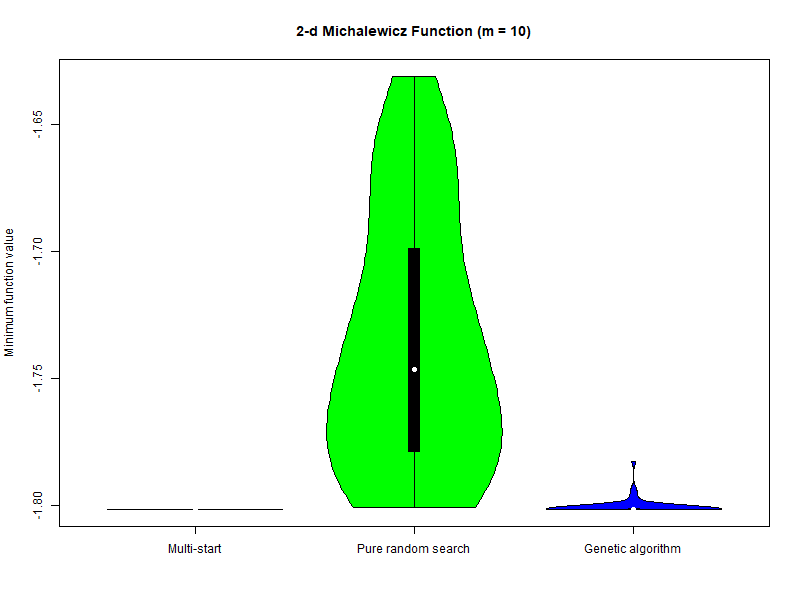 2-d Michalewicz Function (m = 10)
Minimum function value
-1.65
-1.70
-1.75
-1.80
Multi-start
Pure random search
Genetic algorithm